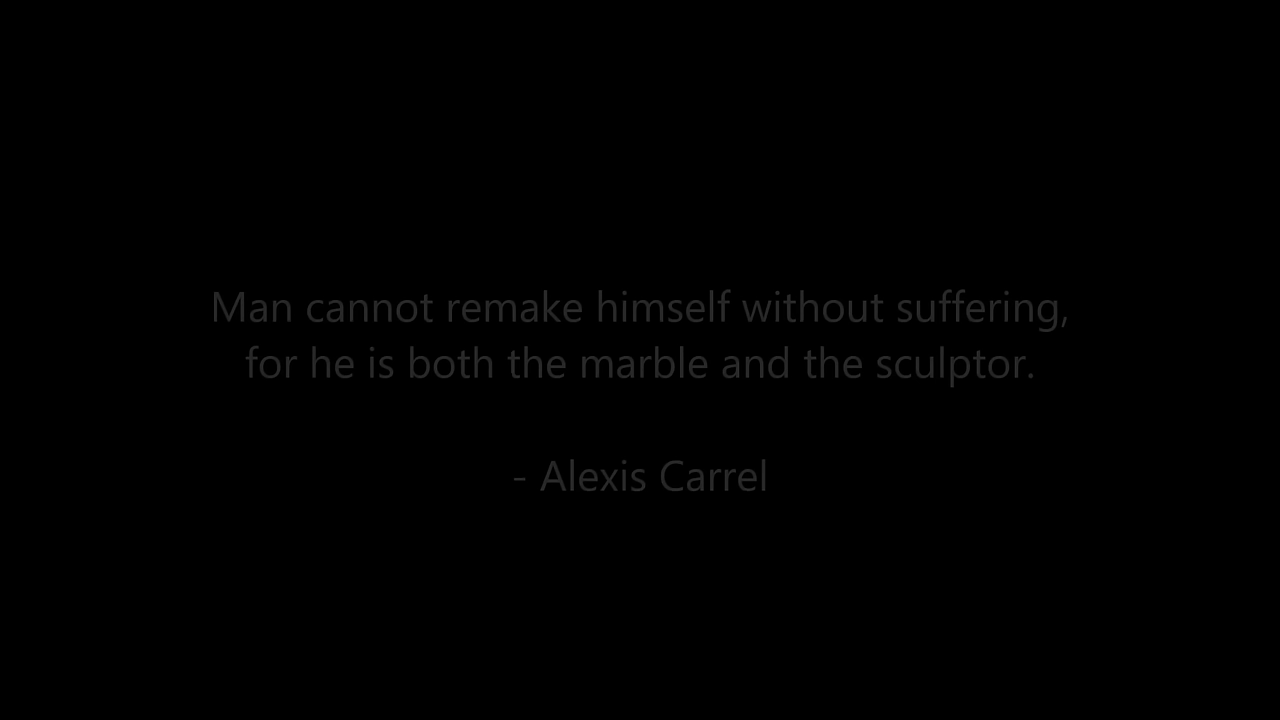 Man cannot remake himself without suffering,
for he is both the marble and the sculptor.
- Alexis Carrel